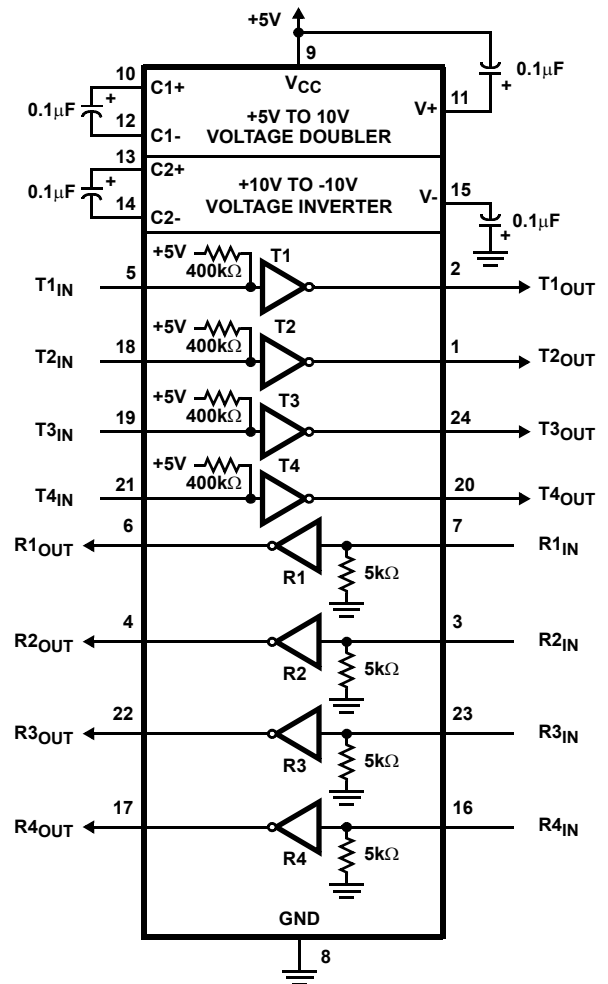 +5V
9
VCC
0.1μF
+
10
C1+
0.1μF
+
12
C1-
+5V TO 10V
VOLTAGE DOUBLER
V+
11
13
C2+
0.1μF
+
14
C2-
+10V TO -10V
VOLTAGE INVERTER
V-
15
0.1μF
+
T1IN
5
+5V
400kΩ
T1
2
T1OUT
T2IN
18
+5V
400kΩ
T2
1
T2OUT
T3IN
19
+5V
400kΩ
T3
24
T3OUT
T4IN
21
+5V
400kΩ
T4
20
T4OUT
R1OUT
6
R1
5kΩ
7
R1IN
R2OUT
4
R2
5kΩ
3
R2IN
R3OUT
22
R3
5kΩ
23
R3IN
R4OUT
17
R4
5kΩ
16
R4IN
GND
8